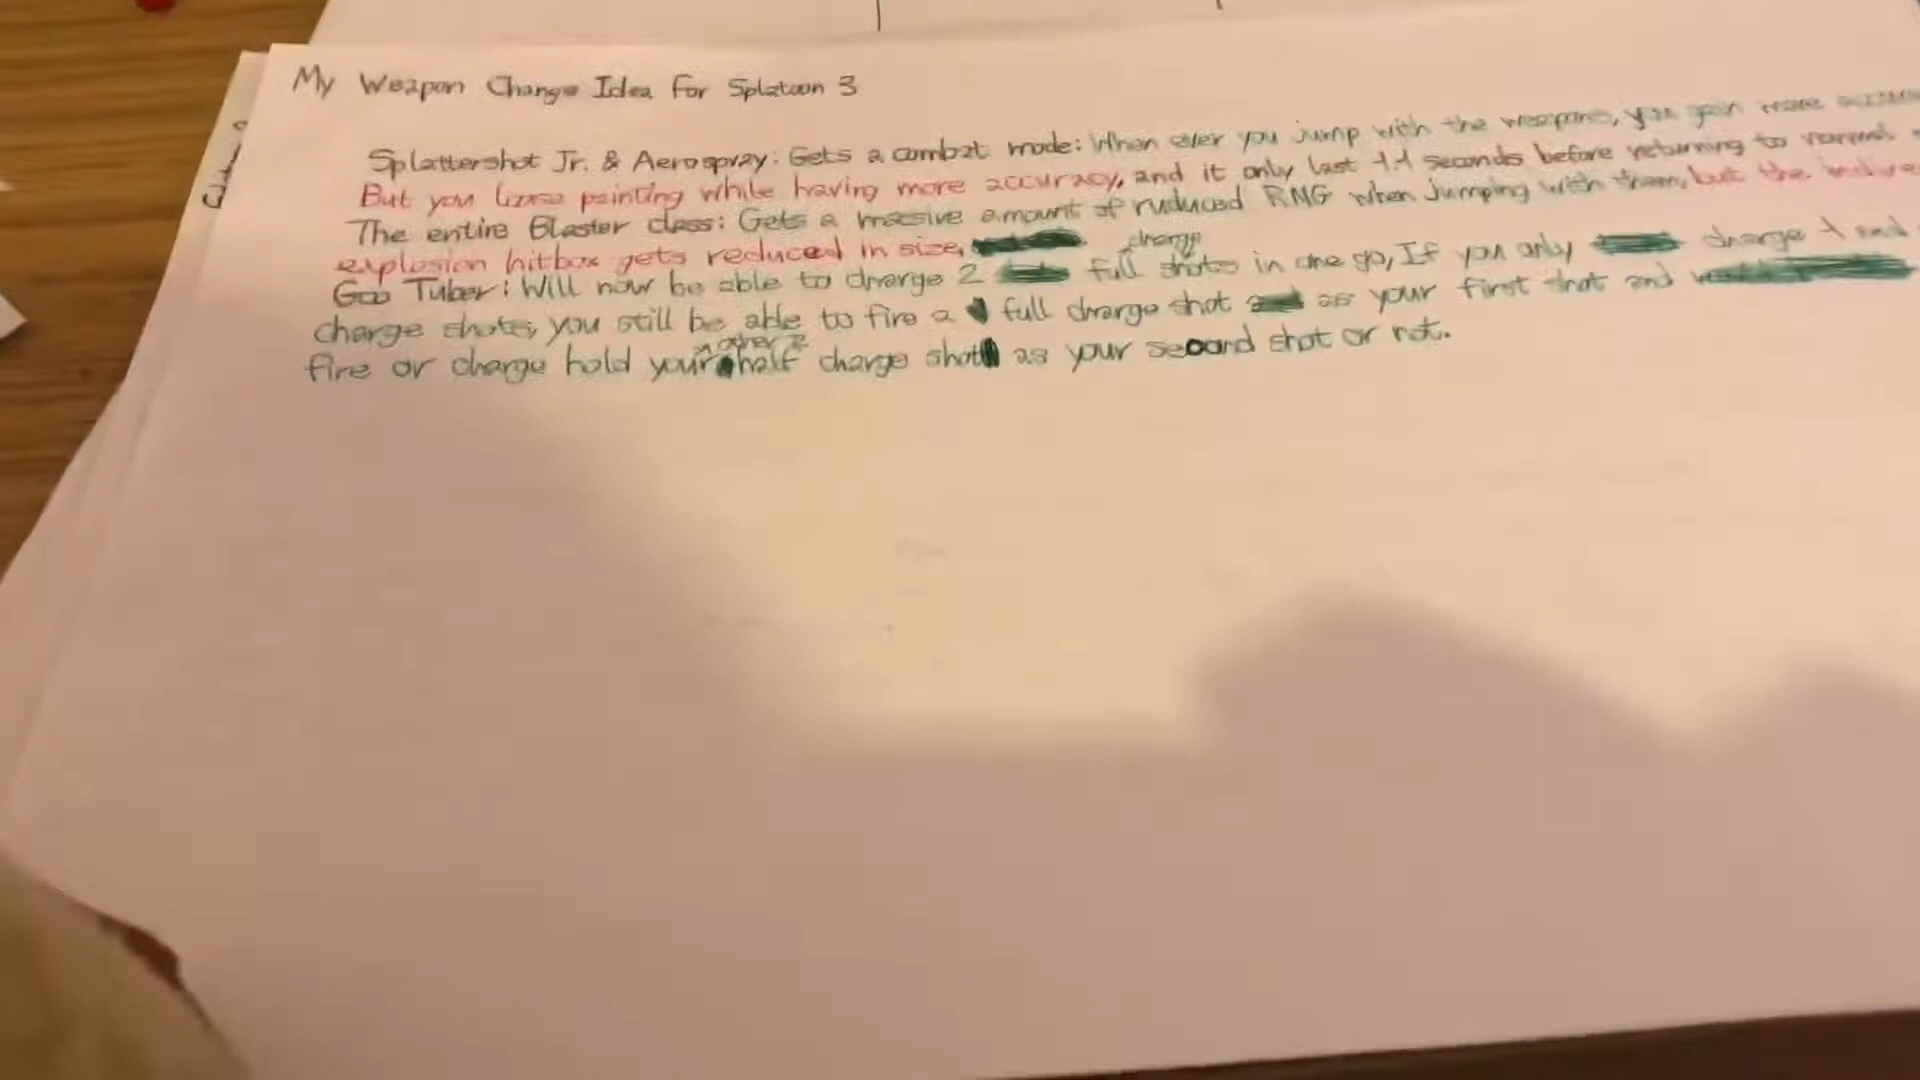 My Weapon Change Idea For Splatoon 3
Splattershot Jr. & Aerospray: Gets a combat mode: When ever you jump with the weapons, you gain more
But you loose painting while having more accuracy, and it only last 1.1 seconds before returning to normal
The entire Blaster class: Gets a massive amount of ruduced RNG when jumping with them, but the
explosion hitbox gets reduced in size,
Goo Tuber: Will now be able to charge 2 full charge shots in one go, If you only charge 1 and
charge shots, you still be able to fire a full charge shot as your first shot and
fire or charge hold your another half charge shot as your second shot or not.